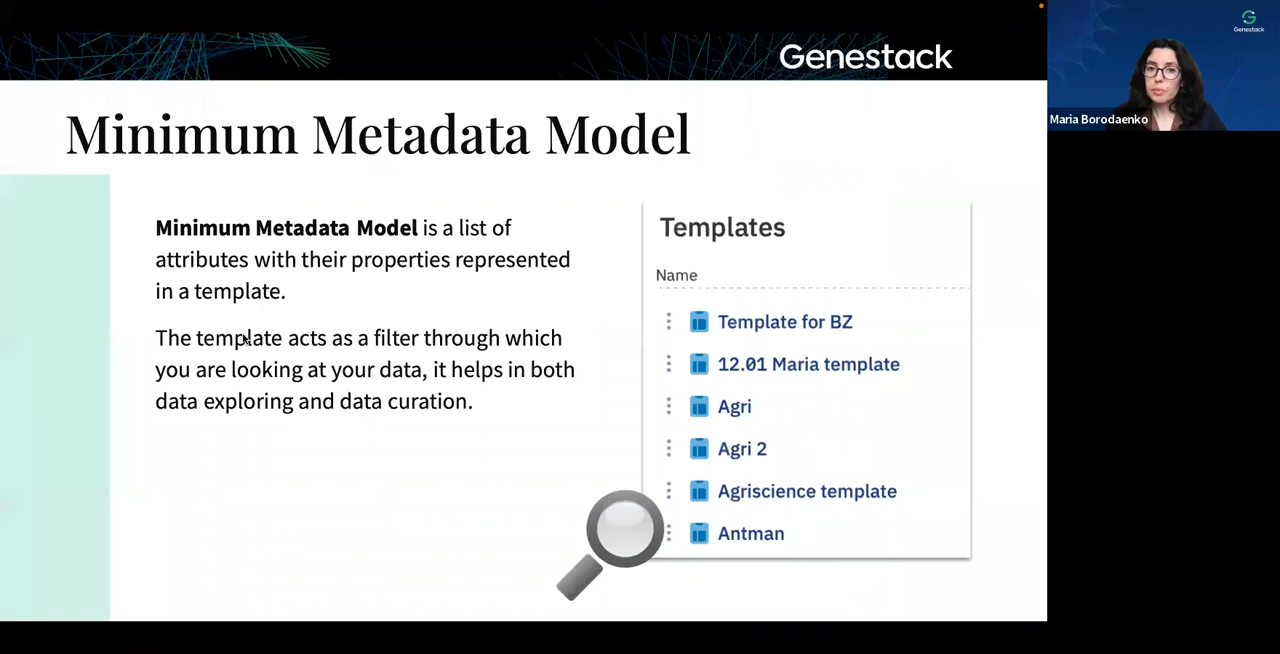 Genestack
Genestack
Maria Borodaenko
Minimum Metadata Model
Minimum Metadata Model is a list of
attributes with their properties represented
in a template.
The template acts as a filter through which
you are looking at your data, it helps in both
data exploring and data curation.
Templates
Name
Template for BZ
12.01 Maria template
Agri
Agri 2
Agriscience template
Antman